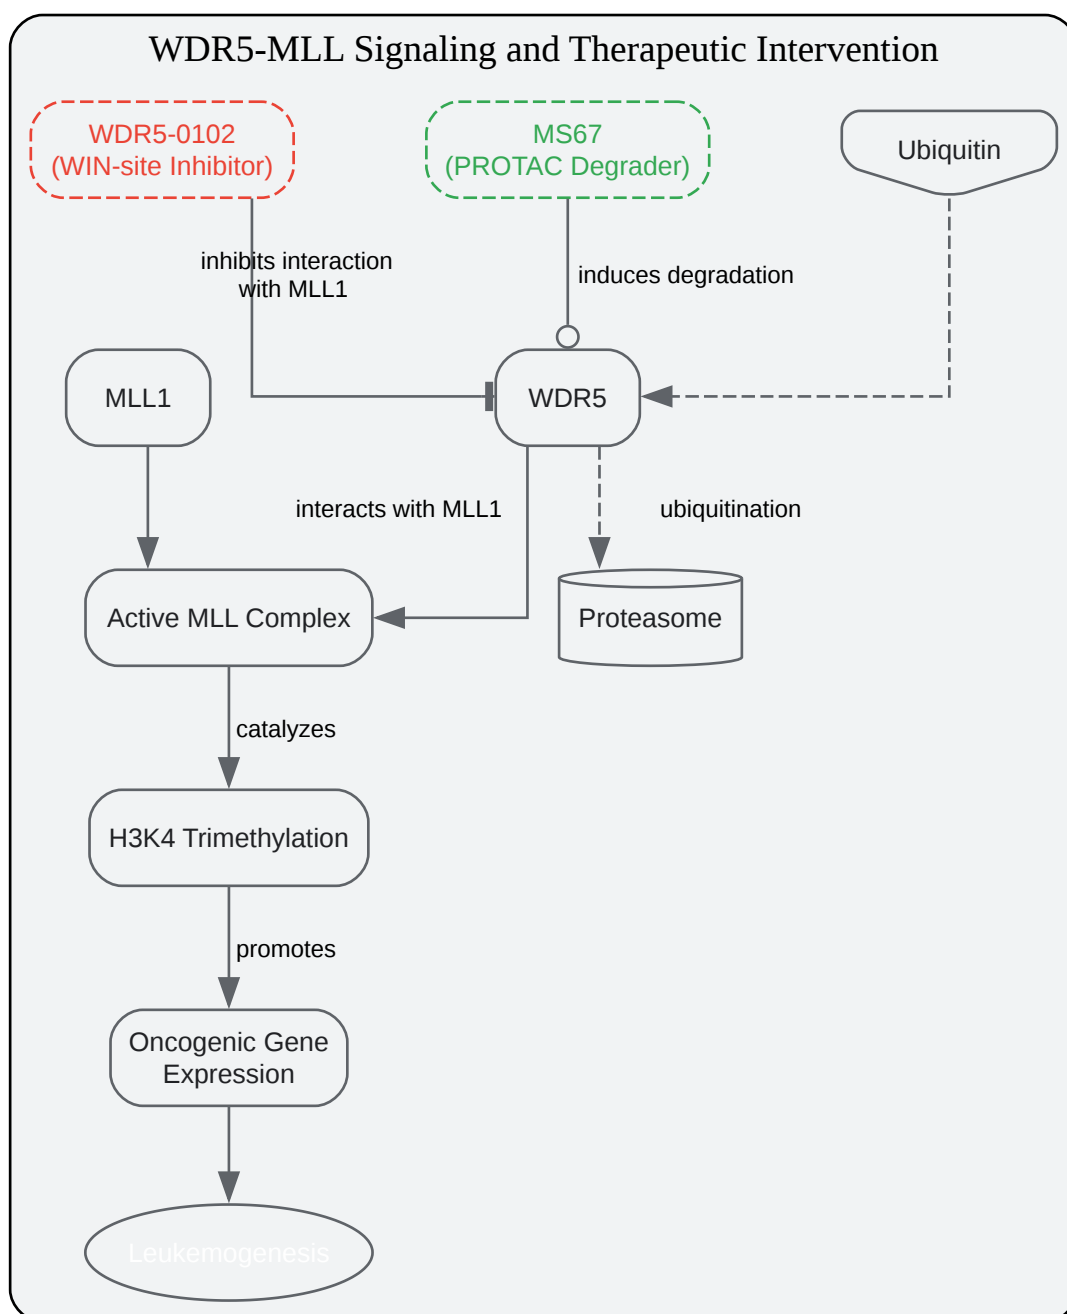 WDR5-MLL Signaling and Therapeutic Intervention
WDR5-0102
(WIN-site Inhibitor)
MS67
(PROTAC Degrader)
Ubiquitin
inhibits interaction
with MLL1
induces degradation
MLL1
WDR5
interacts with MLL1
ubiquitination
Active MLL Complex
Proteasome
catalyzes
H3K4 Trimethylation
promotes
Oncogenic Gene
Expression
Leukemogenesis